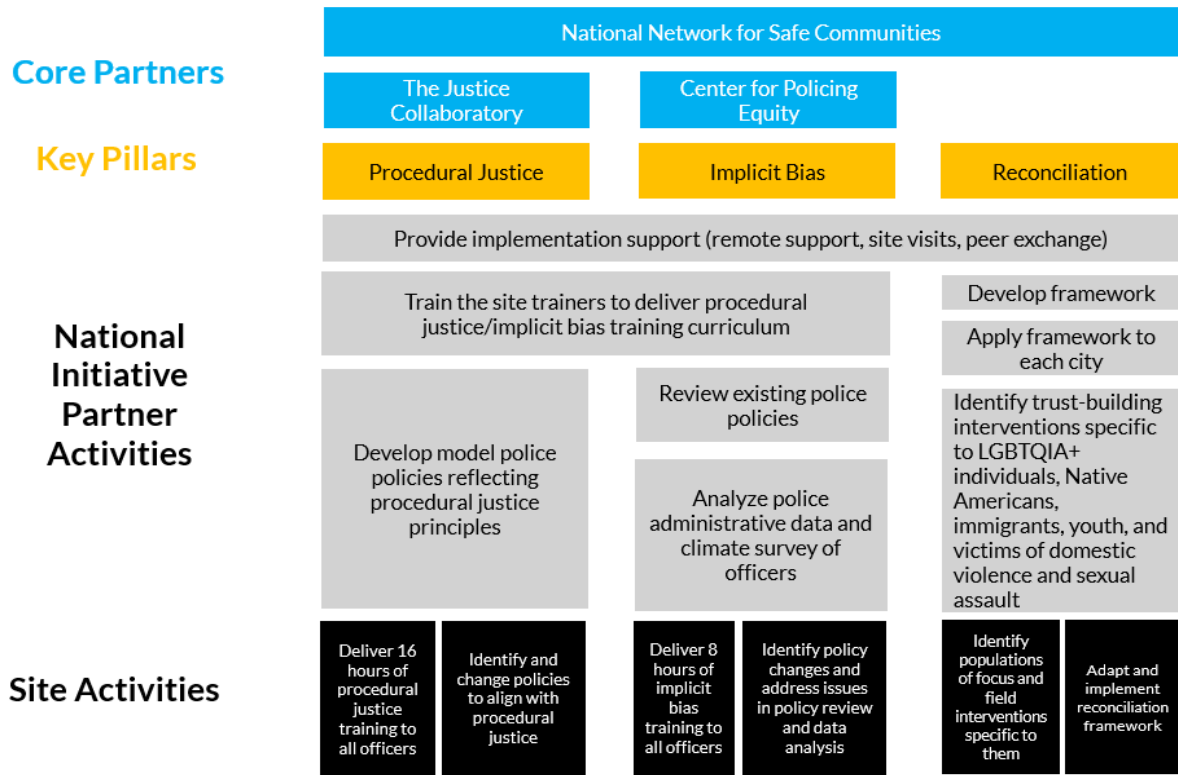 National Network for Safe Communities
Core Partners
The Justice
Collaboratory
Center for Policing
Equity
Key Pillars
Procedural Justice
Implicit Bias
Reconciliation
Provide implementation support (remote support, site visits, peer exchange)
National
Initiative
Partner
Activities
Train the site trainers to deliver procedural
justice/implicit bias training curriculum
Develop framework
Apply framework to
each city
Develop model police
policies reflecting
procedural justice
principles
Review existing police
policies
Analyze police
administrative data and
climate survey of
officers
Identify trust-building
interventions specific
to LGBTQIA+
individuals, Native
Americans,
immigrants, youth, and
victims of domestic
violence and sexual
assault
Site Activities
Deliver 16
hours of
procedural
justice
training to
all officers
Identify and
change policies
to align with
procedural
justice
Deliver 8
hours of
implicit
bias
training to
all officers
Identify policy
changes and
address issues
in policy review
and data
analysis
Identify
populations
of focus and
field
interventions
specific to
them
Adapt and
implement
reconciliation
framework